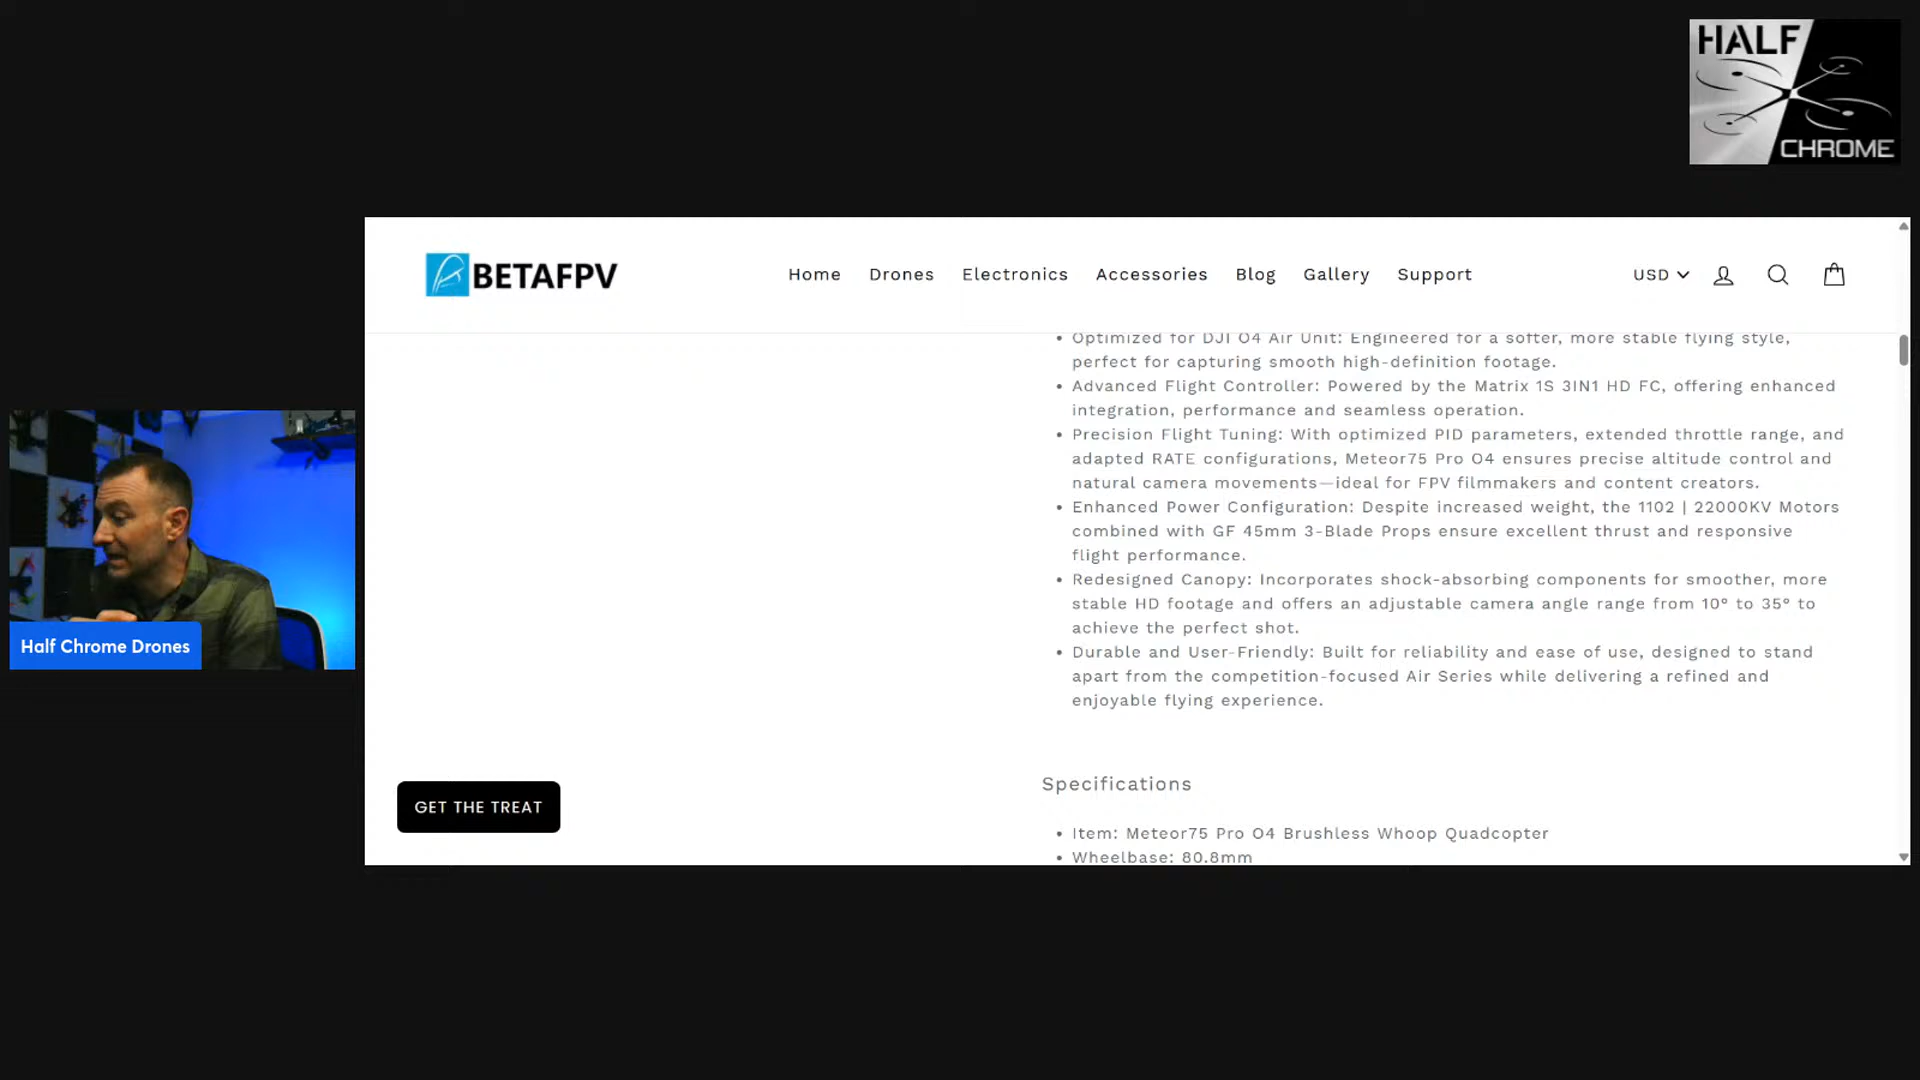 HALF
CHROME
BETAFPV
Home Drones Electronics Accessories Blog Gallery Support
USD
• Optimized for DJI O4 Air Unit: Engineered for a softer, more stable flying style,
perfect for capturing smooth high-definition footage.
• Advanced Flight Controller: Powered by the Matrix 1S 3IN1 HD FC, offering enhanced
integration, performance and seamless operation.
• Precision Flight Tuning: With optimized PID parameters, extended throttle range, and
adapted RATE configurations, Meteor75 Pro O4 ensures precise altitude control and
natural camera movements—ideal for FPV filmmakers and content creators.
• Enhanced Power Configuration: Despite increased weight, the 1102 | 22000KV Motors
combined with GF 45mm 3-Blade Props ensure excellent thrust and responsive
flight performance.
• Redesigned Canopy: Incorporates shock-absorbing components for smoother, more
stable HD footage and offers an adjustable camera angle range from 10° to 35° to
achieve the perfect shot.
• Durable and User-Friendly: Built for reliability and ease of use, designed to stand
apart from the competition-focused Air Series while delivering a refined and
enjoyable flying experience.
Half Chrome Drones
GET THE TREAT
Specifications
• Item: Meteor75 Pro O4 Brushless Whoop Quadcopter
• Wheelbase: 80.8mm